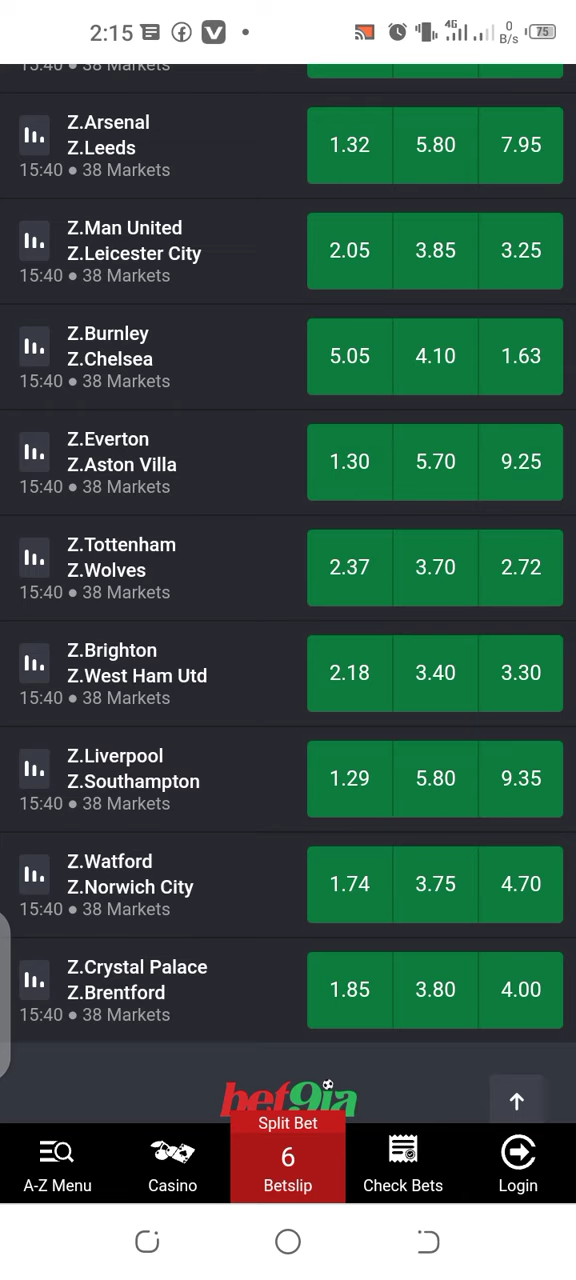 2:15
4G
0
B/s
75
15:40 ● 38 Markets
Z.Arsenal
Z.Leeds
15:40 ● 38 Markets
1.32 5.80 7.95
Z.Man United
Z.Leicester City
15:40 ● 38 Markets
2.05 3.85 3.25
Z.Burnley
Z.Chelsea
15:40 ● 38 Markets
5.05 4.10 1.63
Z.Everton
Z.Aston Villa
15:40 ● 38 Markets
1.30 5.70 9.25
Z.Tottenham
Z.Wolves
15:40 ● 38 Markets
2.37 3.70 2.72
Z.Brighton
Z.West Ham Utd
15:40 ● 38 Markets
2.18 3.40 3.30
Z.Liverpool
Z.Southampton
15:40 ● 38 Markets
1.29 5.80 9.35
Z.Watford
Z.Norwich City
15:40 ● 38 Markets
1.74 3.75 4.70
Z.Crystal Palace
Z.Brentford
15:40 ● 38 Markets
1.85 3.80 4.00
bet9ja
Split Bet
6
A-Z Menu Casino Betslip Check Bets Login